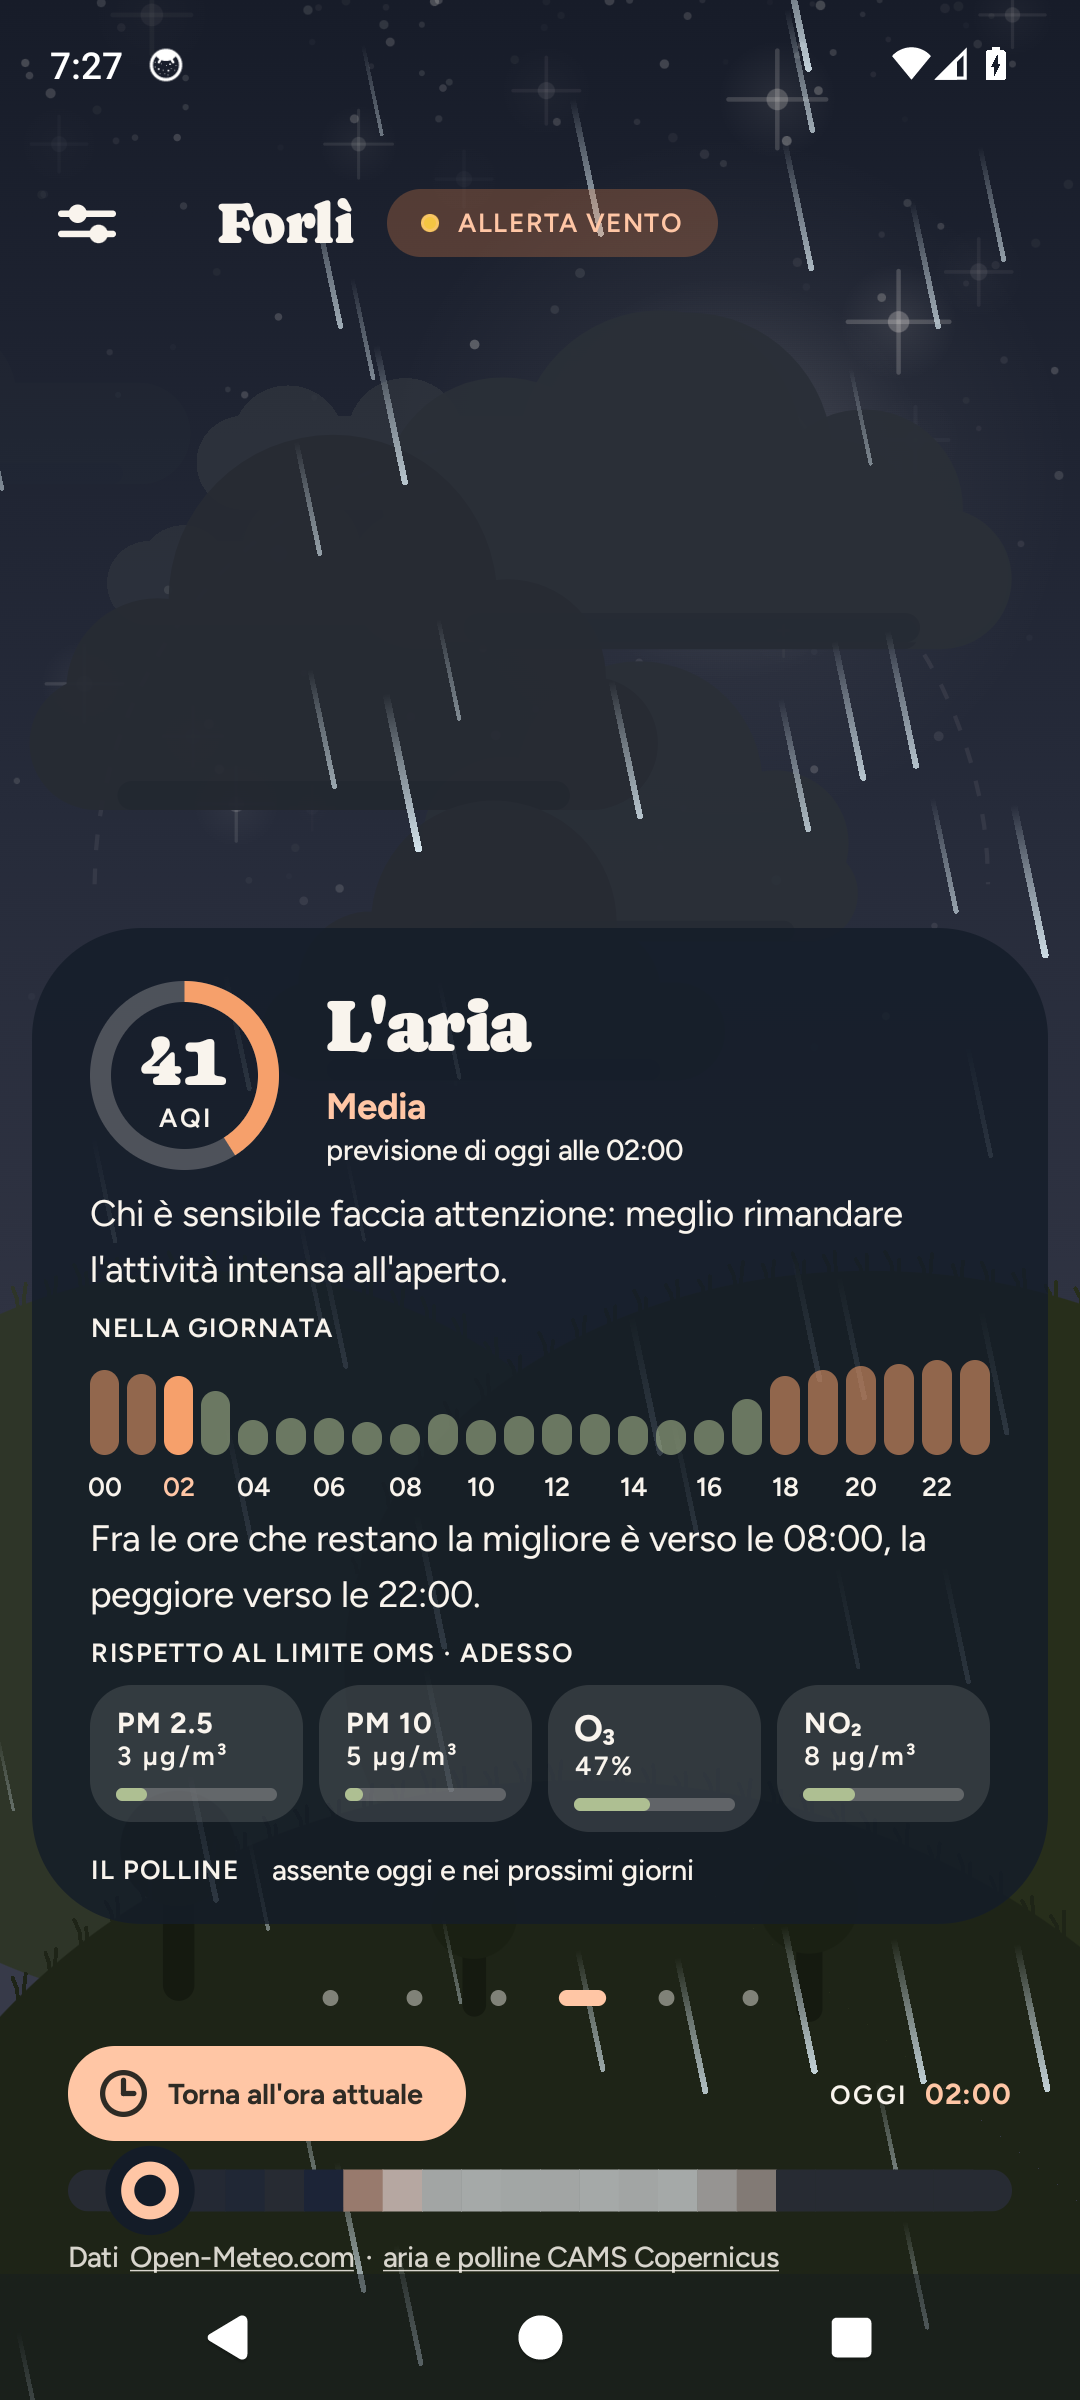 7:27
Forlì
ALLERTA VENTO
41
AQI
L'aria
Media
previsione di oggi alle 02:00
Chi è sensibile faccia attenzione: meglio rimandare
l'attività intensa all'aperto.
NELLA GIORNATA
00 02 04 06 08 10 12 14 16 18 20 22
Fra le ore che restano la migliore è verso le 08:00, la
peggiore verso le 22:00.
RISPETTO AL LIMITE OMS · ADESSO
PM 2.5
3 µg/m³
PM 10
5 µg/m³
O₃
47%
NO₂
8 µg/m³
IL POLLINE assente oggi e nei prossimi giorni
Torna all'ora attuale
OGGI 02:00
Dati Open-Meteo.com · aria e polline CAMS Copernicus